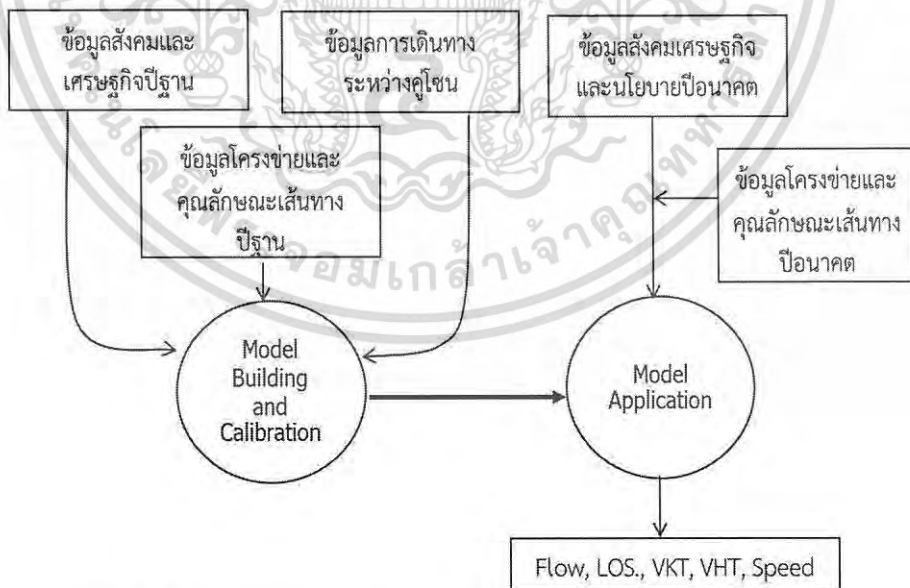 ข้อมูลสังคมและ
เศรษฐกิจปีฐาน
ข้อมูลการเดินทาง
ระหว่างคู่โซน
ข้อมูลสังคมเศรษฐกิจ
และนโยบายปีอนาคต
ข้อมูลโครงข่ายและ
คุณลักษณะเส้นทาง
ปีฐาน
ข้อมูลโครงข่ายและ
คุณลักษณะเส้นทาง
ปีอนาคต
Model
Building
and
Calibration
Model
Application
Flow, LOS., VKT, VHT, Speed